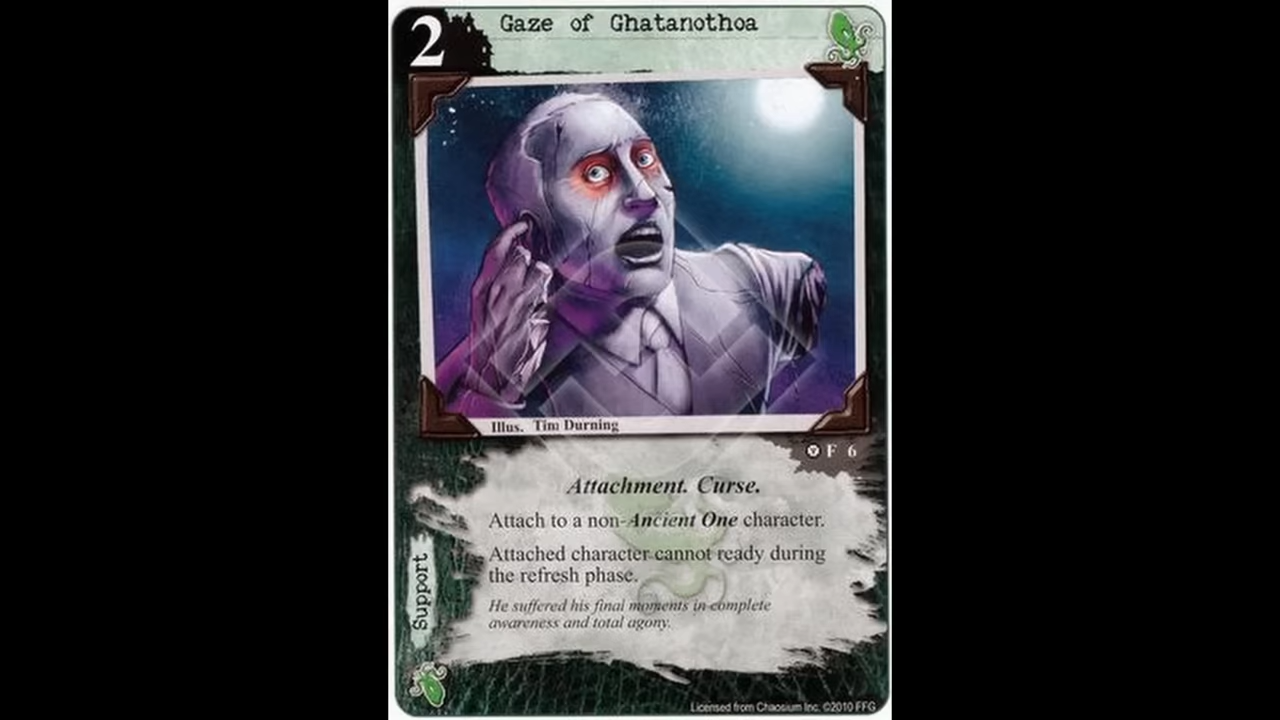 2
Gaze of Ghatanothoa
Illus. Tim Durning
F 6
Attachment. Curse.
Attach to a non-Ancient One character.
Attached character cannot ready during
the refresh phase.
He suffered his final moments in complete
awareness and total agony.
Support
Licensed from Chaosium Inc. ©2010 FFG